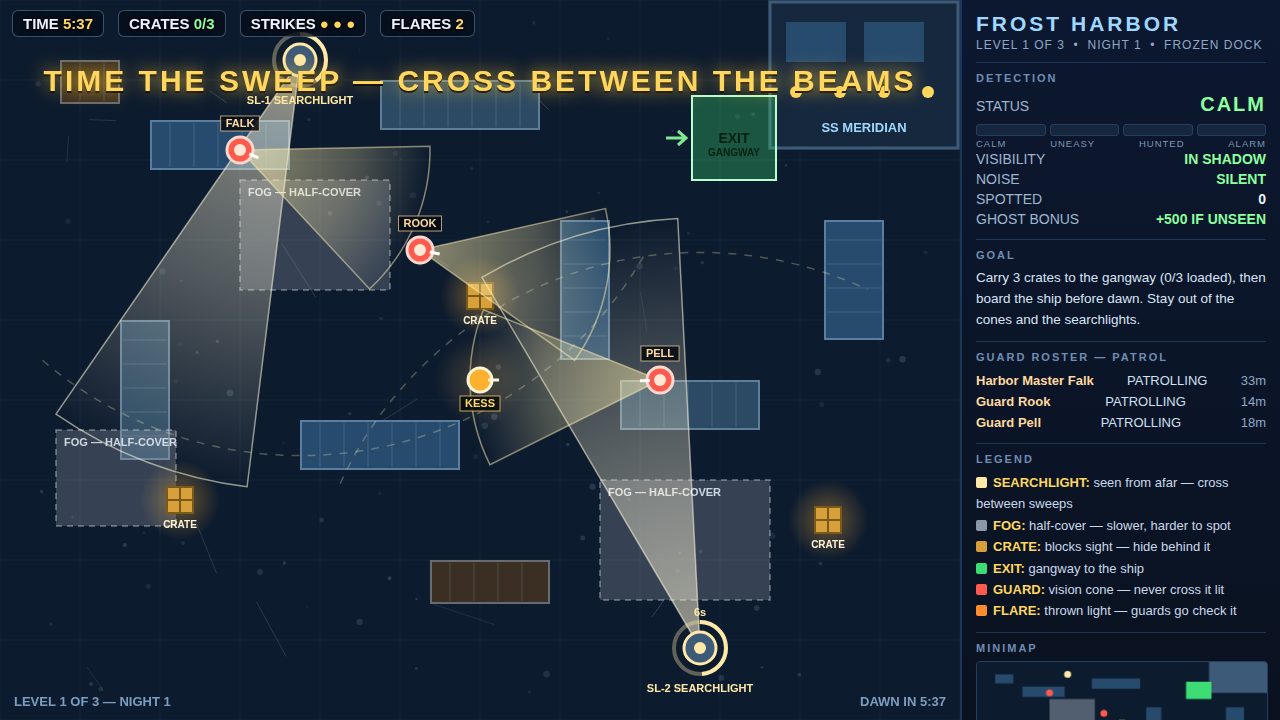 TIME 5:37
CRATES 0/3
STRIKES
FLARES 2
TIME THE SWEEP — CROSS BETWEEN THE BEAMS
SL-1 SEARCHLIGHT
FALK
FOG — HALF-COVER
ROOK
EXIT
GANGWAY
SS MERIDIAN
CRATE
PELL
KESS
FOG — HALF-COVER
CRATE
FOG — HALF-COVER
CRATE
6s
SL-2 SEARCHLIGHT
LEVEL 1 OF 3 — NIGHT 1
DAWN IN 5:37
FROST HARBOR
LEVEL 1 OF 3 • NIGHT 1 • FROZEN DOCK
DETECTION
STATUS CALM
CALM UNEASY HUNTED ALARM
VISIBILITY IN SHADOW
NOISE SILENT
SPOTTED 0
GHOST BONUS +500 IF UNSEEN
GOAL
Carry 3 crates to the gangway (0/3 loaded), then
board the ship before dawn. Stay out of the
cones and the searchlights.
GUARD ROSTER — PATROL
Harbor Master Falk PATROLLING 33m
Guard Rook PATROLLING 14m
Guard Pell PATROLLING 18m
LEGEND
SEARCHLIGHT: seen from afar — cross
between sweeps
FOG: half-cover — slower, harder to spot
CRATE: blocks sight — hide behind it
EXIT: gangway to the ship
GUARD: vision cone — never cross it lit
FLARE: thrown light — guards go check it
MINIMAP